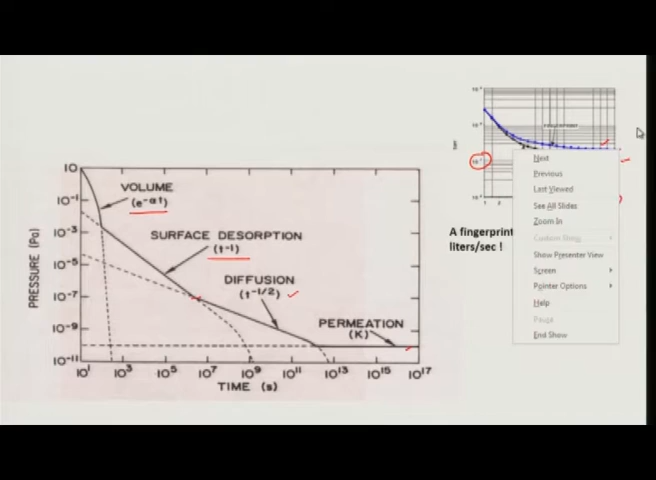 PRESSURE (Pa)
10
10⁻¹
10⁻³
10⁻⁵
10⁻⁷
10⁻⁹
10⁻¹¹
VOLUME
(e⁻ᵅᵗ)
SURFACE DESORPTION
(t⁻¹)
DIFFUSION
(t⁻¹/²)
PERMEATION
(K)
10¹ 10³ 10⁵ 10⁷ 10⁹ 10¹¹ 10¹³ 10¹⁵ 10¹⁷
TIME (s)
A fingerprint
liters/sec !
Next
Previous
Last Viewed
See All Slides
Zoom In
Custom Show
Show Presenter View
Screen
Pointer Options
Help
Pause
End Show